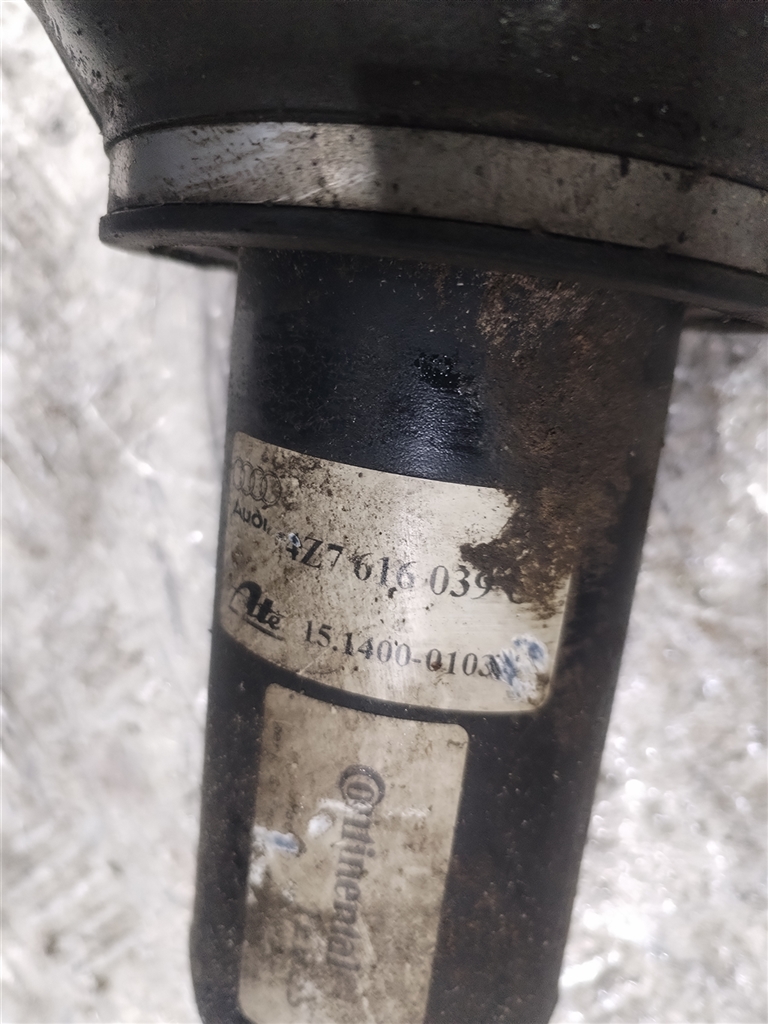 Audi
4Z7 616 039
Ate 15.1400-0103
Continental